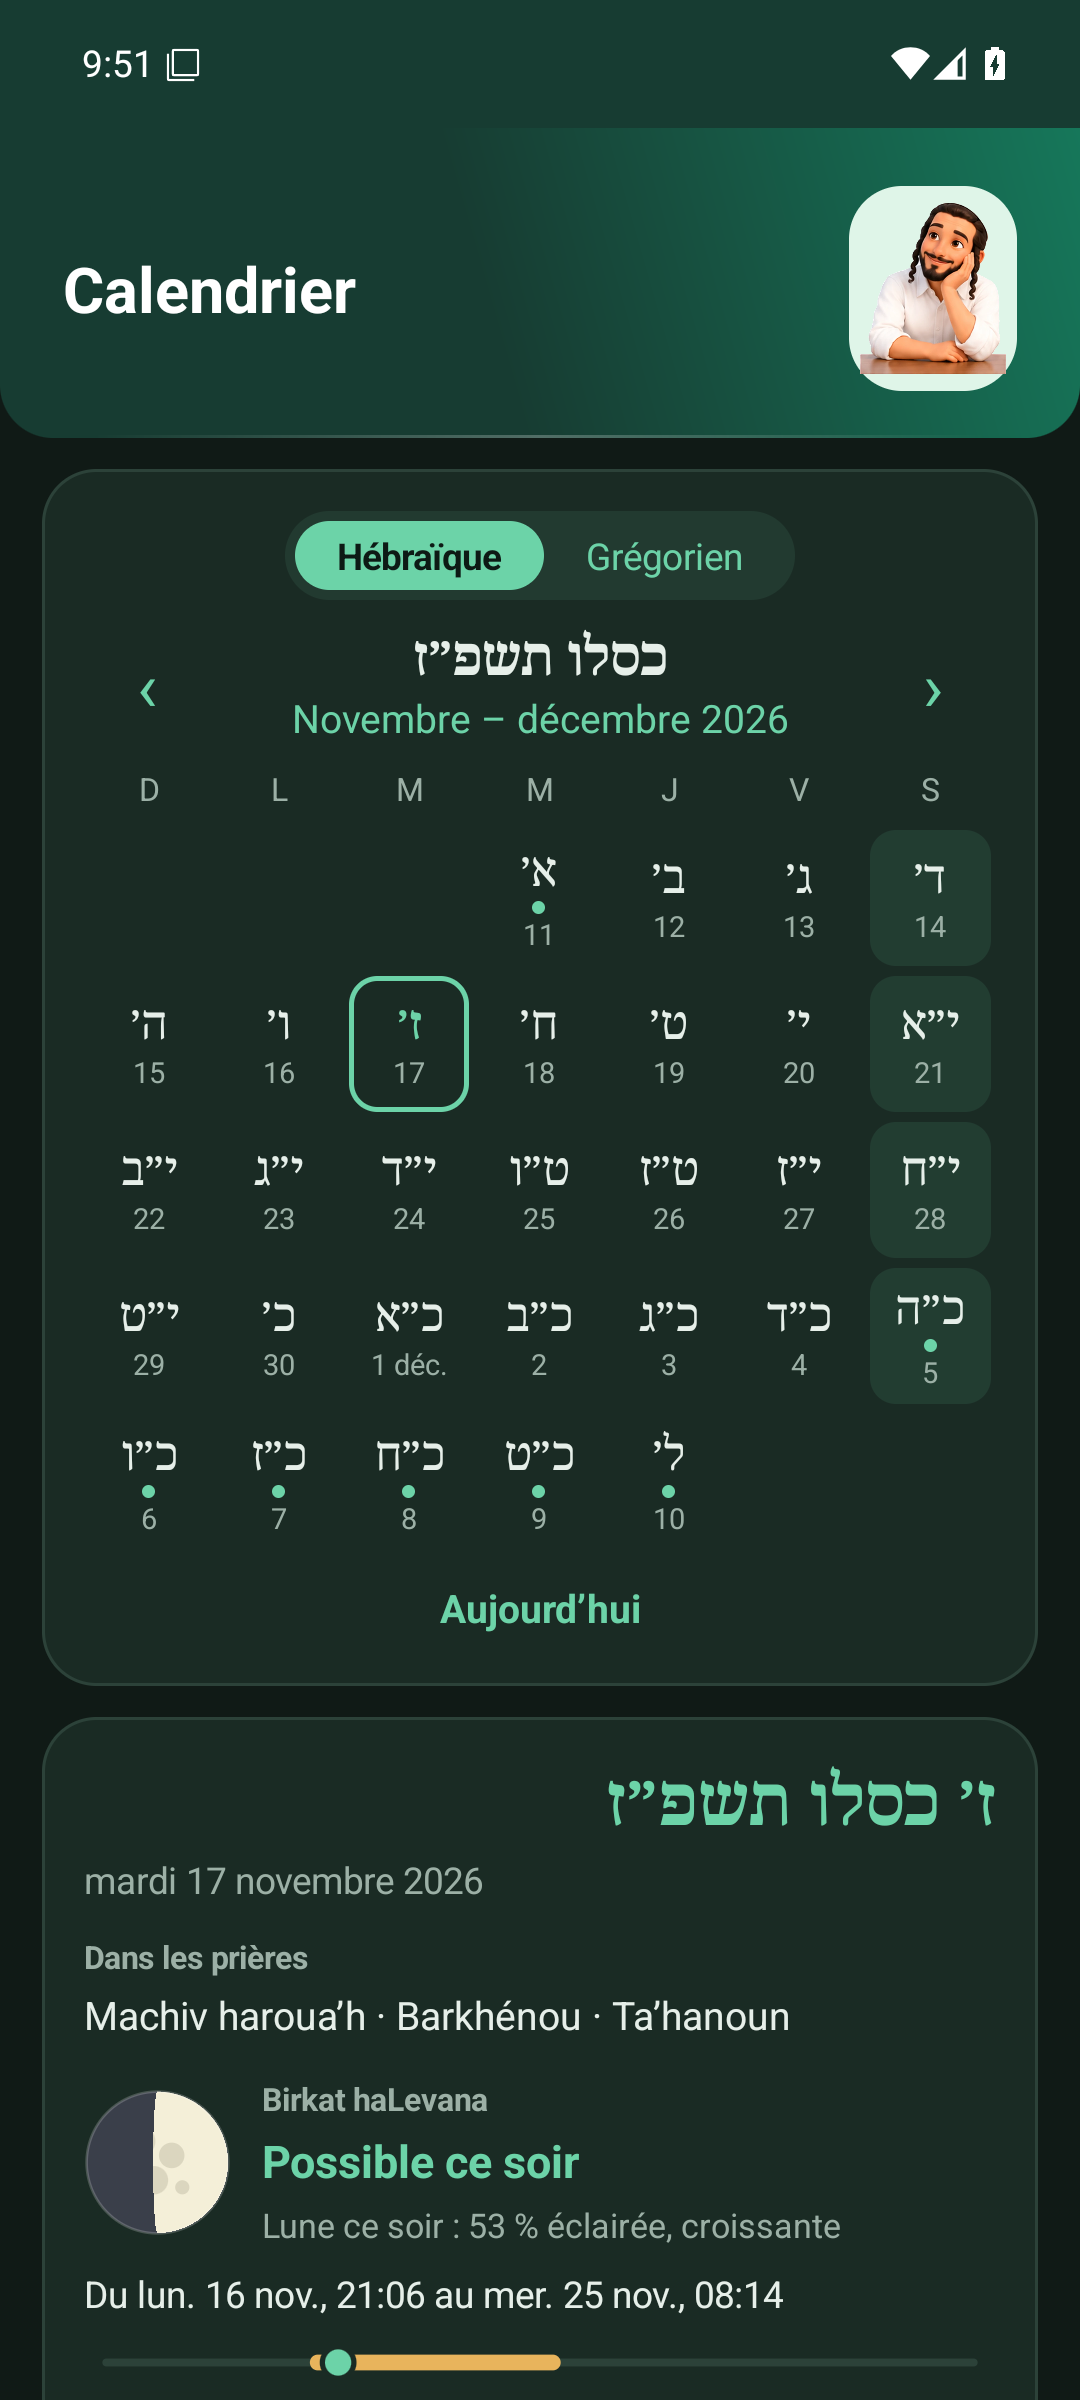 9:51
Calendrier
Hébraïque Grégorien
כסלו תשפ״ז
‹ ›
Novembre – décembre 2026
D L M M J V S
א׳ ב׳ ג׳ ד׳
11 12 13 14
ה׳ ו׳ ז׳ ח׳ ט׳ י׳ י״א
15 16 17 18 19 20 21
י״ב י״ג י״ד ט״ו ט״ז י״ז י״ח
22 23 24 25 26 27 28
י״ט כ׳ כ״א כ״ב כ״ג כ״ד כ״ה
29 30 1 déc. 2 3 4 5
כ״ו כ״ז כ״ח כ״ט ל׳
6 7 8 9 10
Aujourd’hui
ז׳ כסלו תשפ״ז
mardi 17 novembre 2026
Dans les prières
Machiv haroua’h · Barkhénou · Ta’hanoun
Birkat haLevana
Possible ce soir
Lune ce soir : 53 % éclairée, croissante
Du lun. 16 nov., 21:06 au mer. 25 nov., 08:14